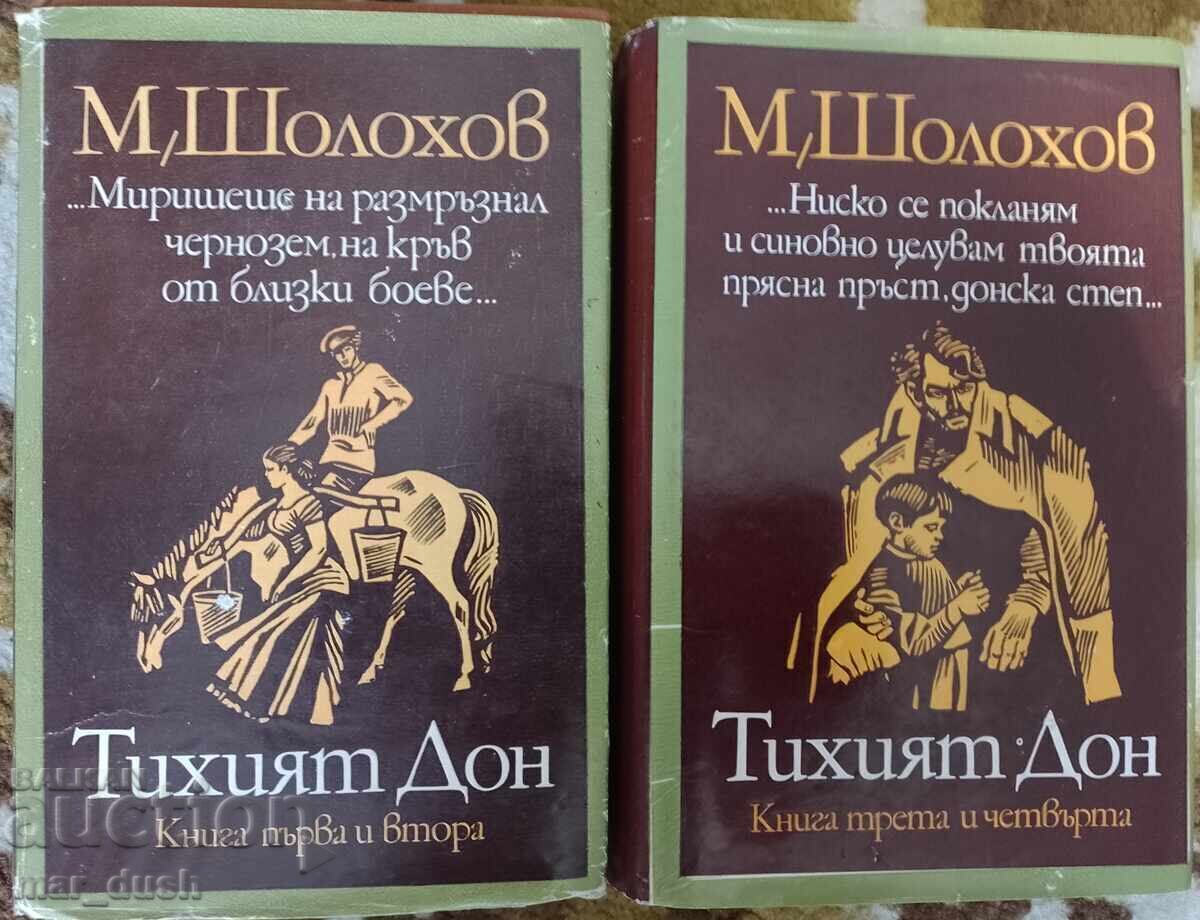 М, Шолохов
...Миришеше на размръзнал
чернозем, на кръв
от близки боеве...
Тихият Дон
Книга първа и втора
М, Шолохов
...Ниско се покланям
и синовно целувам твоята
прясна пръст, донска степ...
Тихият Дон
Книга трета и четвърта
BALKAN
auction
mar_dush